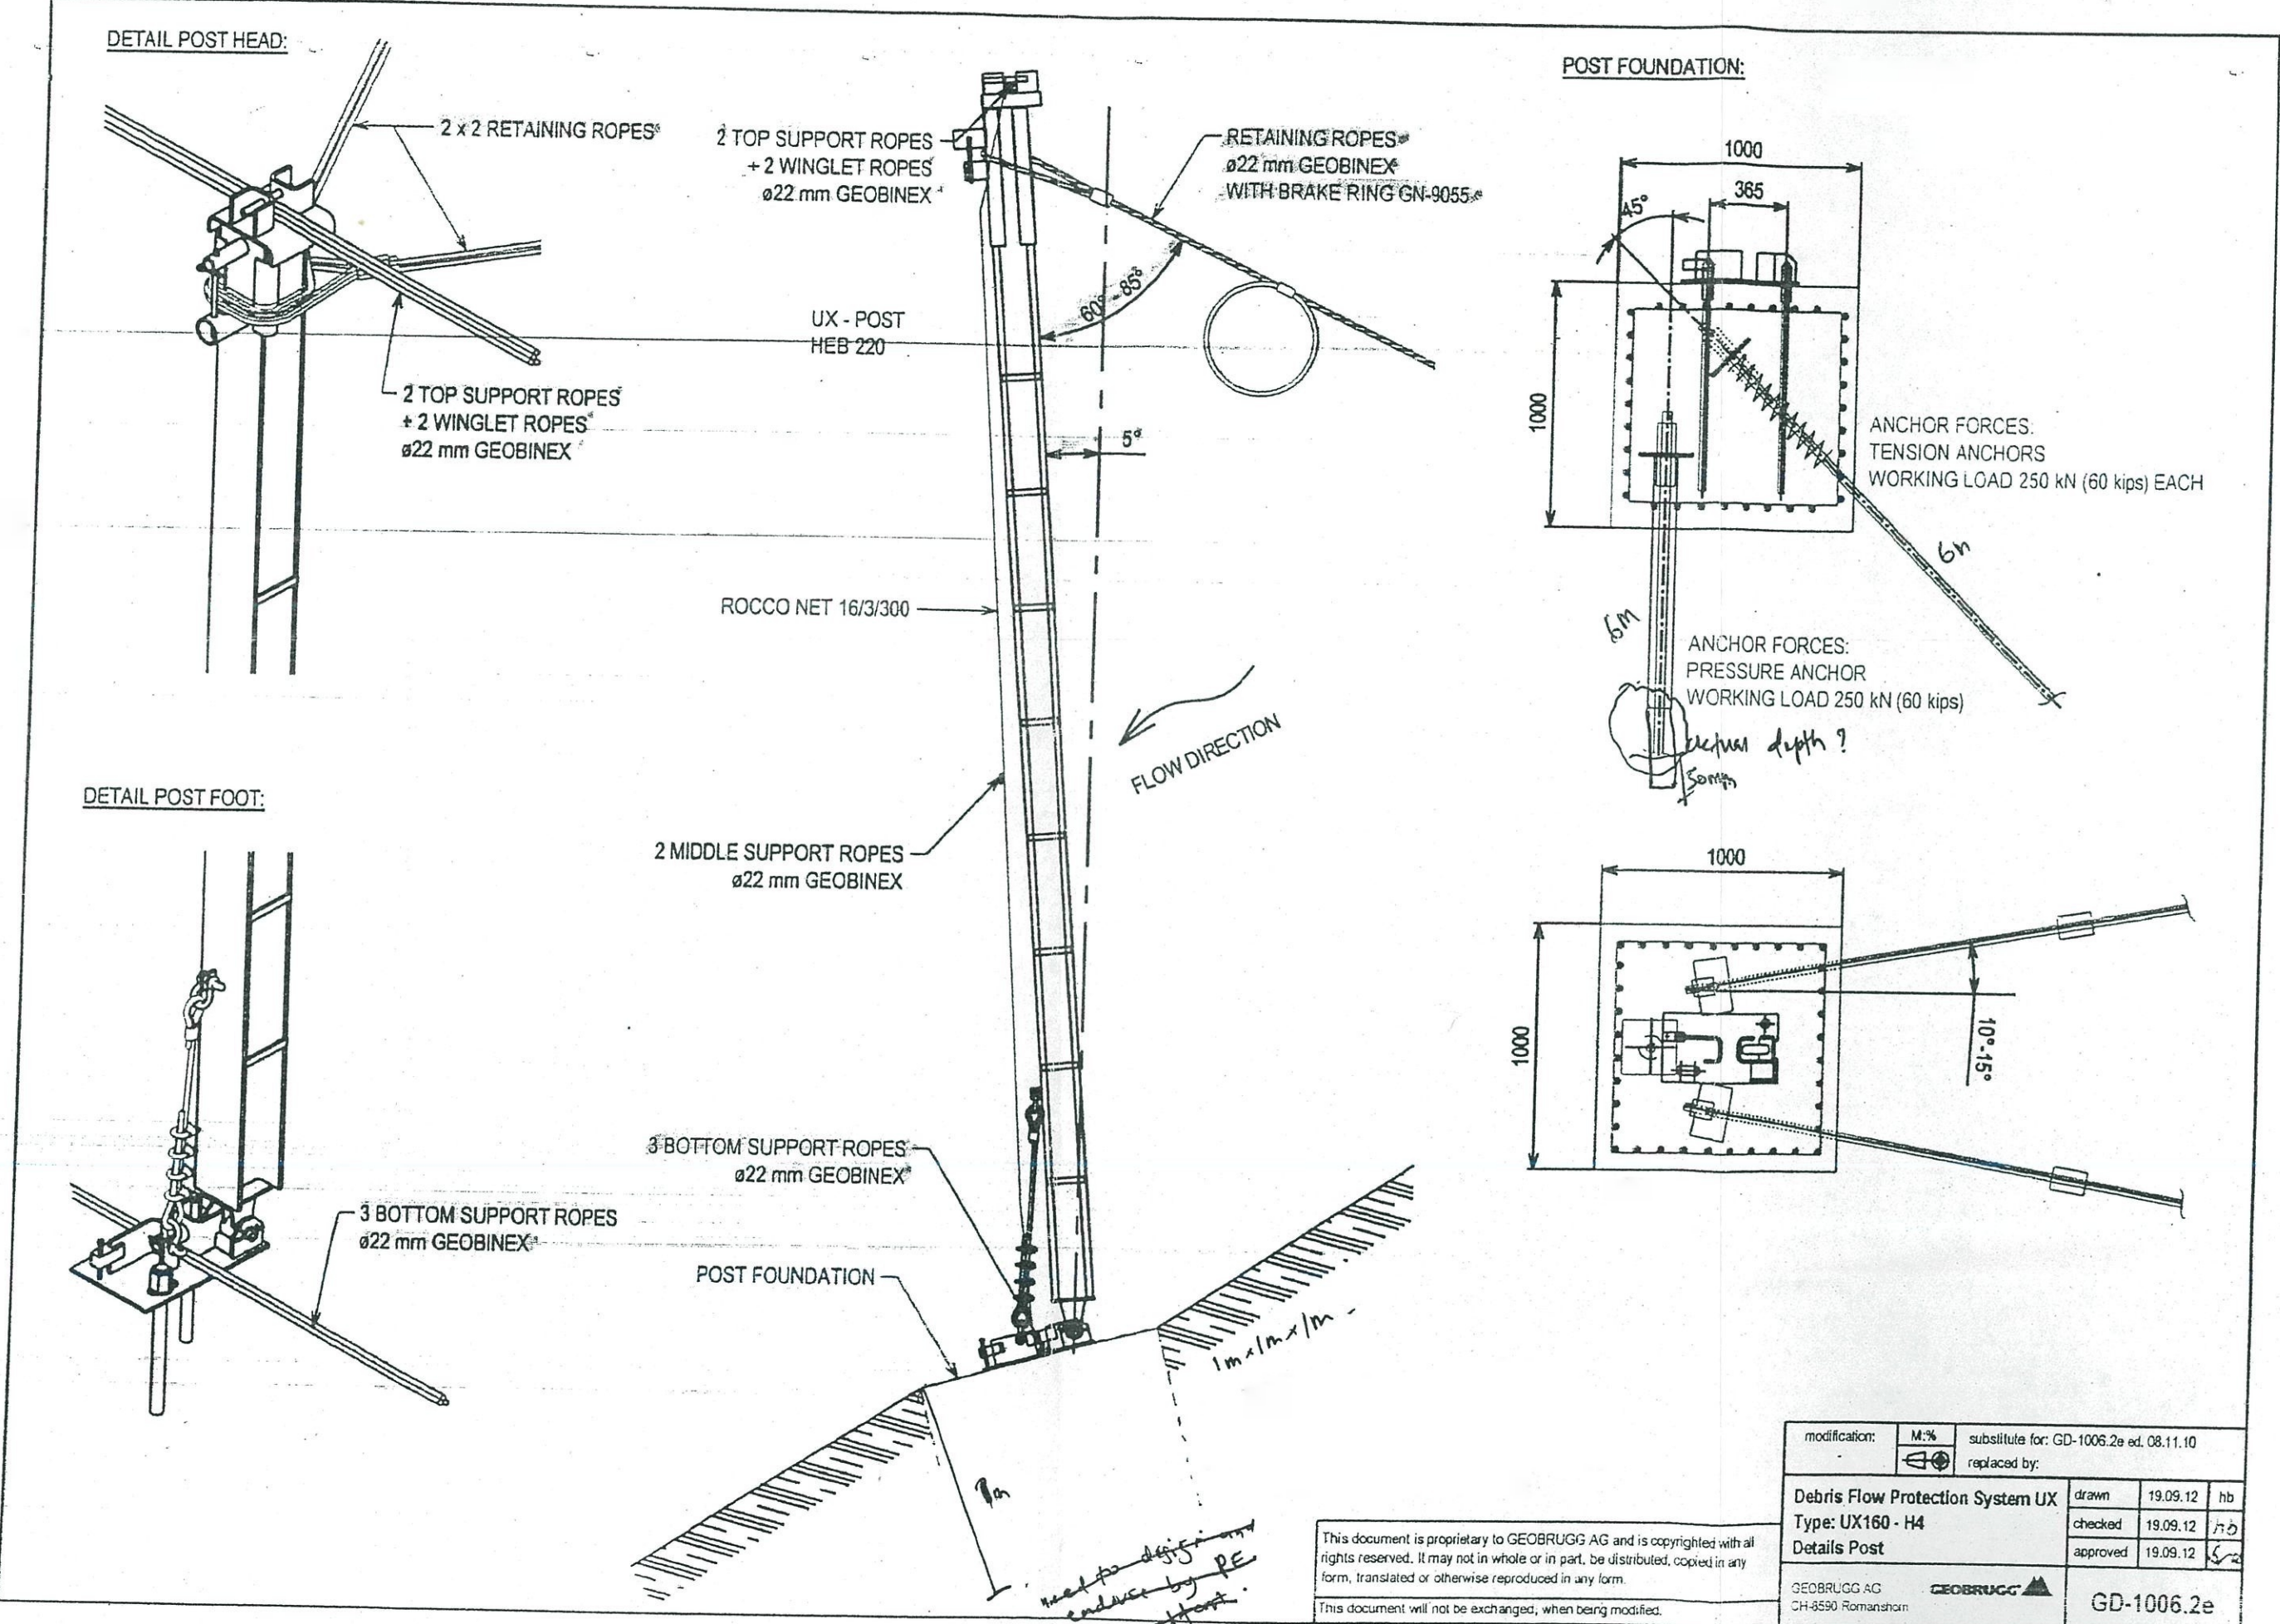 DETAIL POST HEAD:
2 x 2 RETAINING ROPES
2 TOP SUPPORT ROPES
+ 2 WINGLET ROPES
ø22 mm GEOBINEX
2 TOP SUPPORT ROPES
+ 2 WINGLET ROPES
ø22 mm GEOBINEX
RETAINING ROPES
ø22 mm GEOBINEX
WITH BRAKE RING GN-9055
60° - 85°
UX - POST
HEB 220
5°
ROCCO NET 16/3/300
FLOW DIRECTION
2 MIDDLE SUPPORT ROPES
ø22 mm GEOBINEX
3 BOTTOM SUPPORT ROPES
ø22 mm GEOBINEX
POST FOUNDATION
1m x 1m x 1m
1m
need to design and
endorse by PE
DETAIL POST FOOT:
3 BOTTOM SUPPORT ROPES
ø22 mm GEOBINEX
POST FOUNDATION:
1000
365
45°
1000
ANCHOR FORCES:
TENSION ANCHORS
WORKING LOAD 250 kN (60 kips) EACH
6m
6m
ANCHOR FORCES:
PRESSURE ANCHOR
WORKING LOAD 250 kN (60 kips)
actual depth ?
50mm
1000
1000
10°-15°
modification:
-
M:%
substitute for: GD-1006.2e ed. 08.11.10
replaced by:
Debris Flow Protection System UX
Type: UX160 - H4
Details Post
drawn 19.09.12 hb
checked 19.09.12 hb
approved 19.09.12
GEOBRUGG AG
CH-8590 Romanshorn
GEOBRUGG
GD-1006.2e
This document is proprietary to GEOBRUGG AG and is copyrighted with all
rights reserved. It may not in whole or in part, be distributed, copied in any
form, translated or otherwise reproduced in any form.
This document will not be exchanged, when being modified.